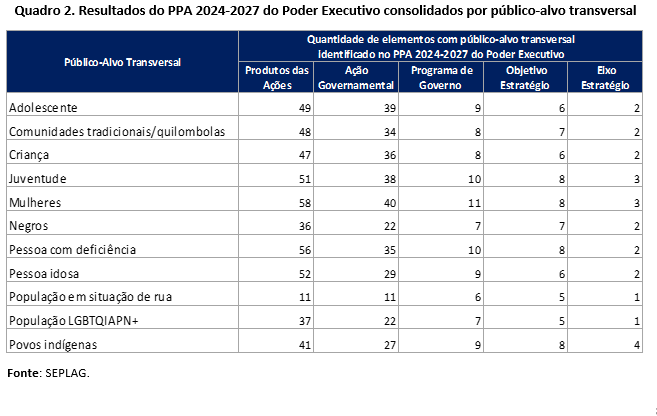 Quadro 2. Resultados do PPA 2024-2027 do Poder Executivo consolidados por público-alvo transversal
Público-Alvo Transversal
Quantidade de elementos com público-alvo transversal
identificado no PPA 2024-2027 do Poder Executivo
Produtos das Ações
Ação Governamental
Programa de Governo
Objetivo Estratégio
Eixo Estratégio
Adolescente 49 39 9 6 2
Comunidades tradicionais/quilombolas 48 34 8 7 2
Criança 47 36 8 6 2
Juventude 51 38 10 8 3
Mulheres 58 40 11 8 3
Negros 36 22 7 7 2
Pessoa com deficiência 56 35 10 8 2
Pessoa idosa 52 29 9 6 2
População em situação de rua 11 11 6 5 1
População LGBTQIAPN+ 37 22 7 5 1
Povos indígenas 41 27 9 8 4
Fonte: SEPLAG.